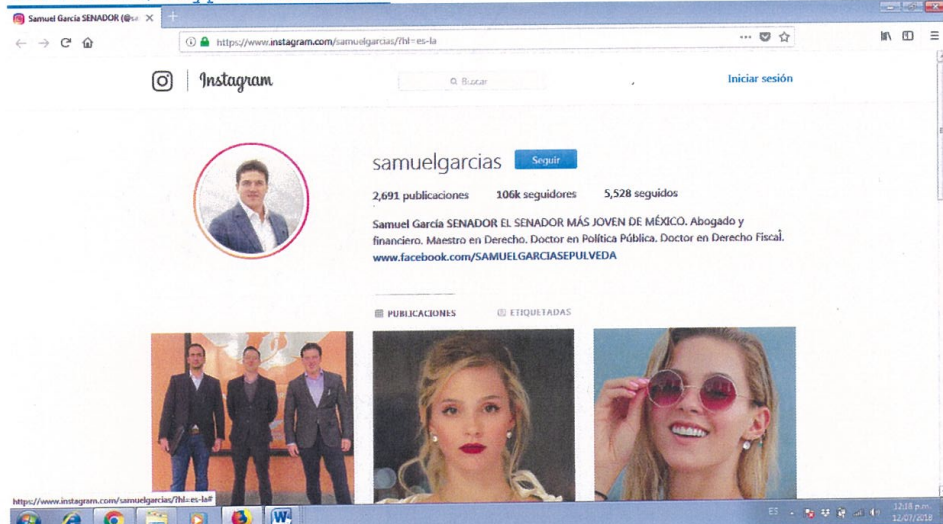 Samuel García SENADOR (@sa
https://www.instagram.com/samuelgarcias/?hl=es-la
Instagram
Buscar
Iniciar sesión
samuelgarcias
Seguir
2,691 publicaciones 106k seguidores 5,528 seguidos
Samuel García SENADOR EL SENADOR MÁS JOVEN DE MÉXICO. Abogado y
financiero. Maestro en Derecho. Doctor en Política Pública. Doctor en Derecho Fiscal.
www.facebook.com/SAMUELGARCIASEPULVEDA
PUBLICACIONES ETIQUETADAS
https://www.instagram.com/samuelgarcias/?hl=es-la#
ES
12:18 p.m.
12/07/2018